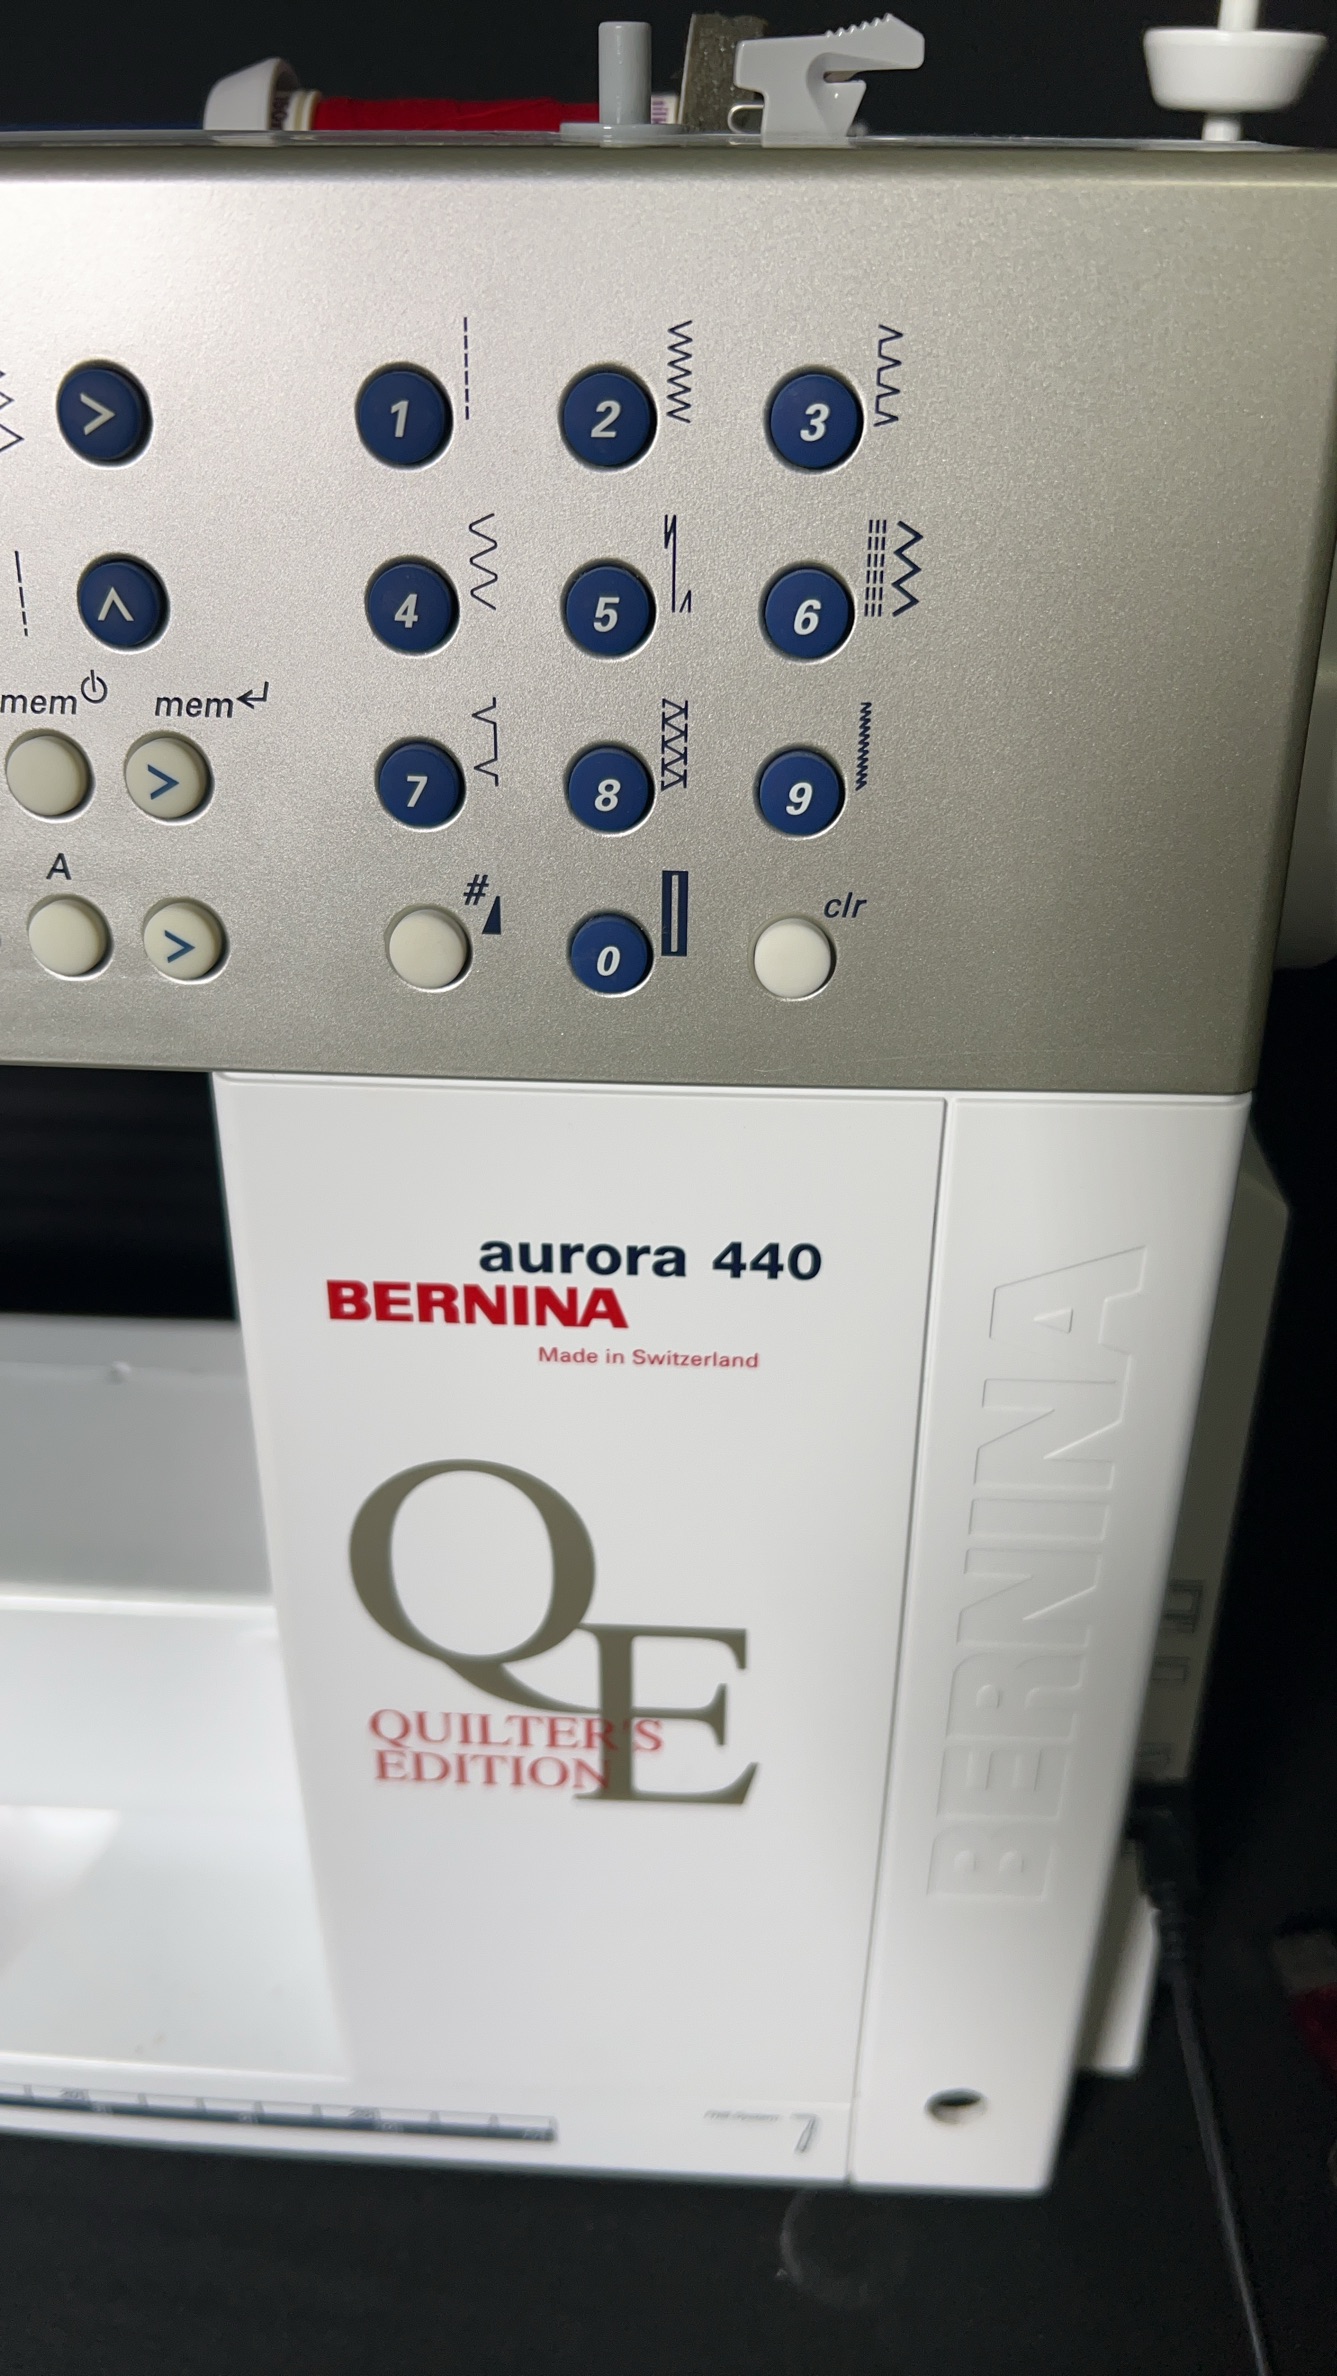 1 2 3
4 5 6
mem mem
7 8 9
A
# clr
0
aurora 440
BERNINA
Made in Switzerland
QE
QUILTER'S
EDITION
BERNINA